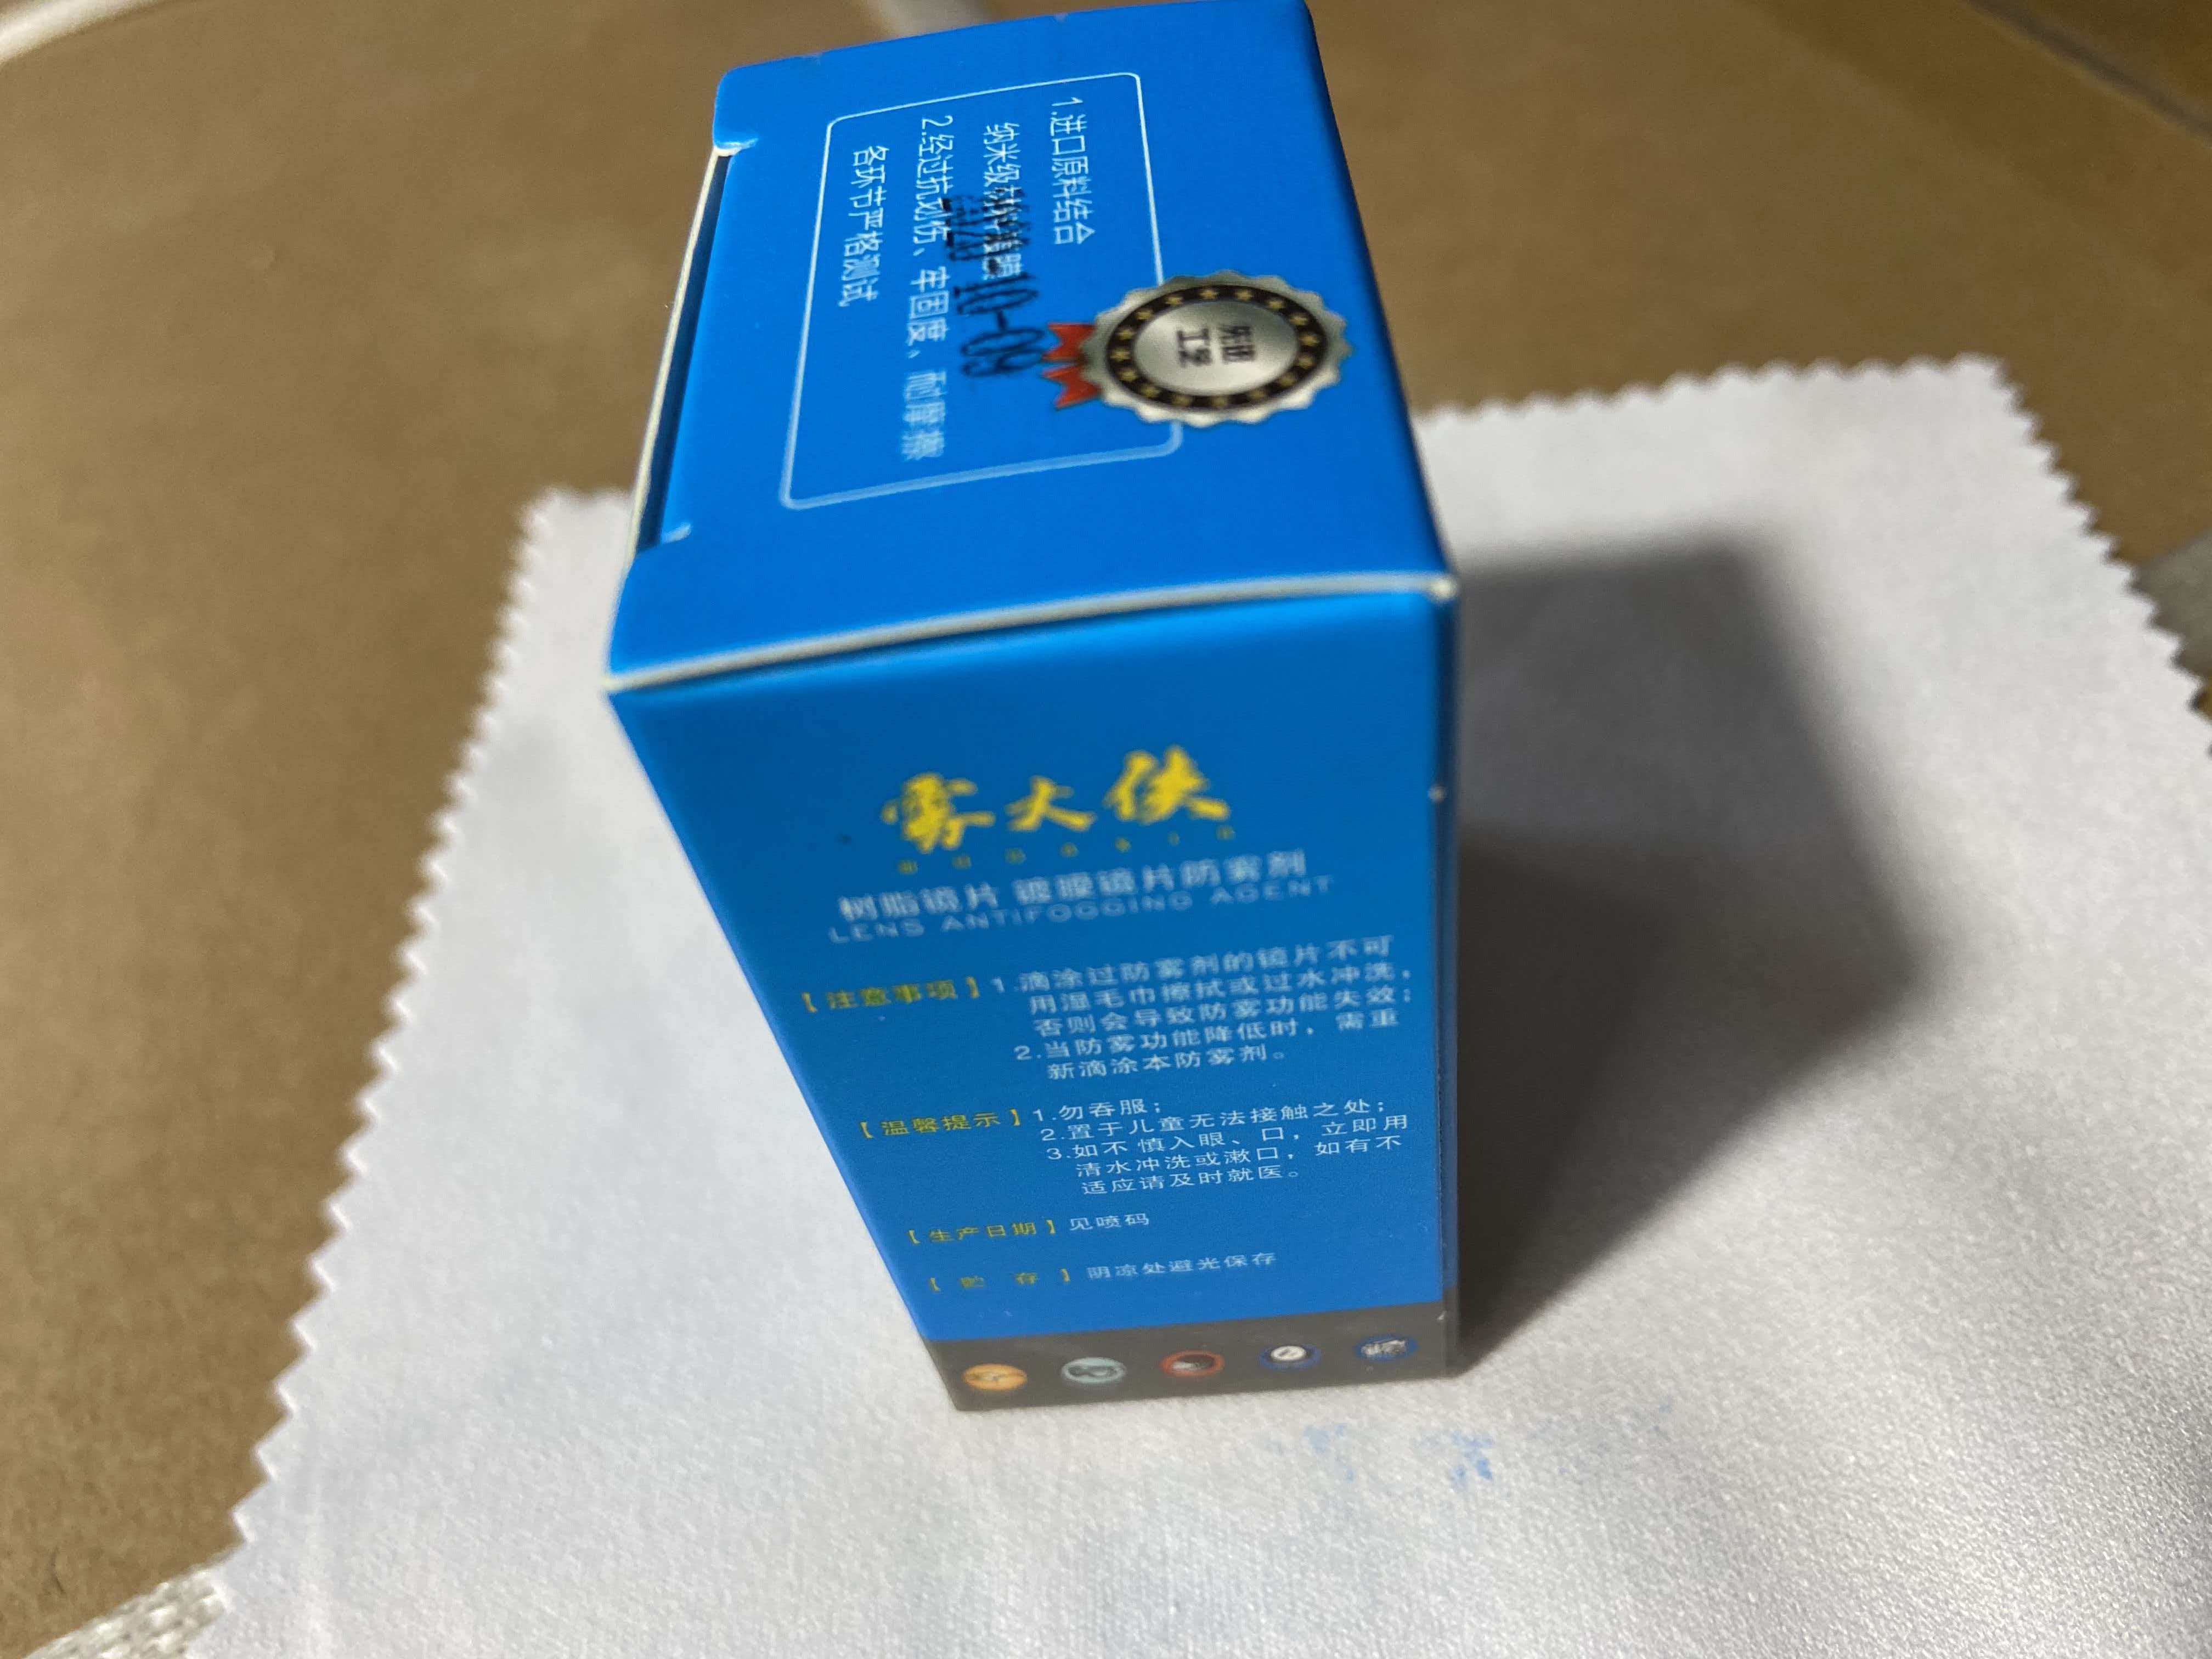 1.进口原料结合
纳米级
2.经过抗划伤、牢固度、耐摩擦
各环节严格测试
雾大侠
树脂镜片 镀膜镜片防雾剂
LENS ANTIFOGGING AGENT
【注意事项】1.滴涂过防雾剂的镜片不可
用湿毛巾擦拭或过水冲洗，
否则会导致防雾功能失效；
2.当防雾功能降低时，需重
新滴涂本防雾剂。
【温馨提示】1.勿吞服；
2.置于儿童无法接触之处；
3.如不慎入眼、口，立即用
清水冲洗或漱口，如有不
适应请及时就医。
【生产日期】见喷码
【贮 存】阴凉处避光保存